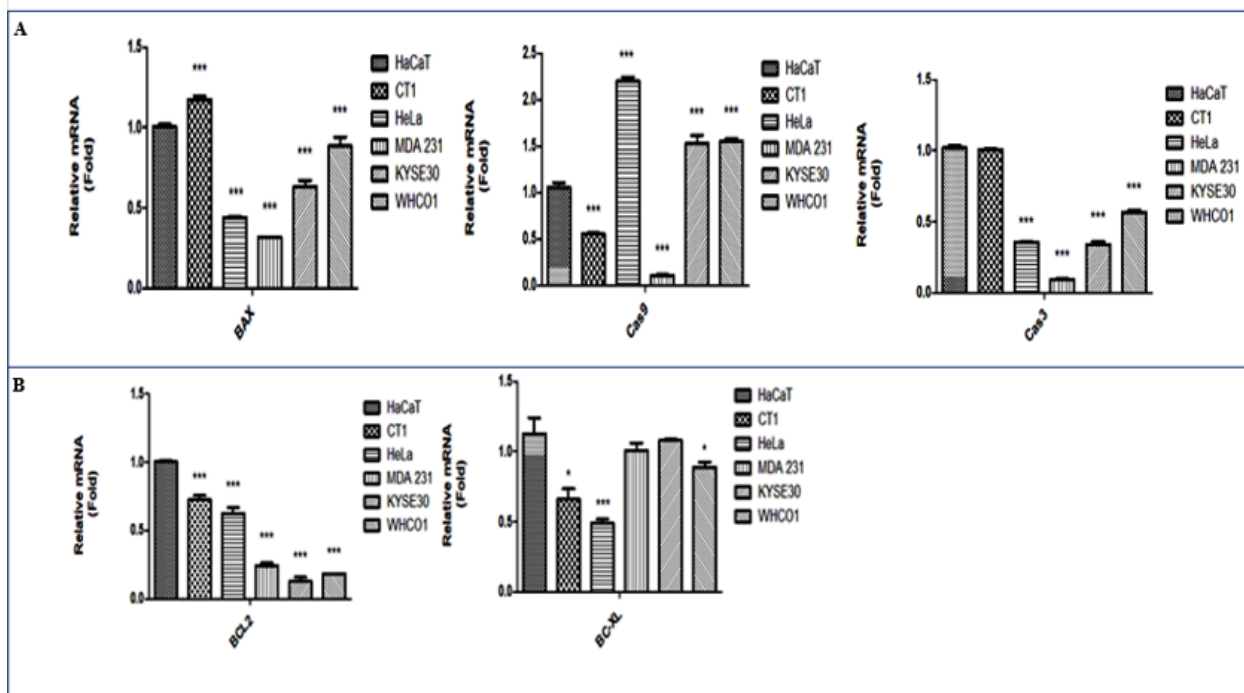 A
Relative mRNA
(Fold)
1.5
1.0
0.5
0.0
***
***
***
***
***
BAX
HaCaT
CT1
HeLa
MDA 231
KYSE30
WHCO1
Relative mRNA
(Fold)
2.5
2.0
1.5
1.0
0.5
0.0
***
***
***
***
***
Cas9
HaCaT
CT1
HeLa
MDA 231
KYSE30
WHCO1
Relative mRNA
(Fold)
1.5
1.0
0.5
0.0
***
***
***
***
Cas3
HaCaT
CT1
HeLa
MDA 231
KYSE30
WHCO1
B
Relative mRNA
(Fold)
1.5
1.0
0.5
0.0
***
***
***
***
***
BCL2
HaCaT
CT1
HeLa
MDA 231
KYSE30
WHCO1
Relative mRNA
(Fold)
1.5
1.0
0.5
0.0
*
***
*
BC-XL
HaCaT
CT1
HeLa
MDA 231
KYSE30
WHCO1